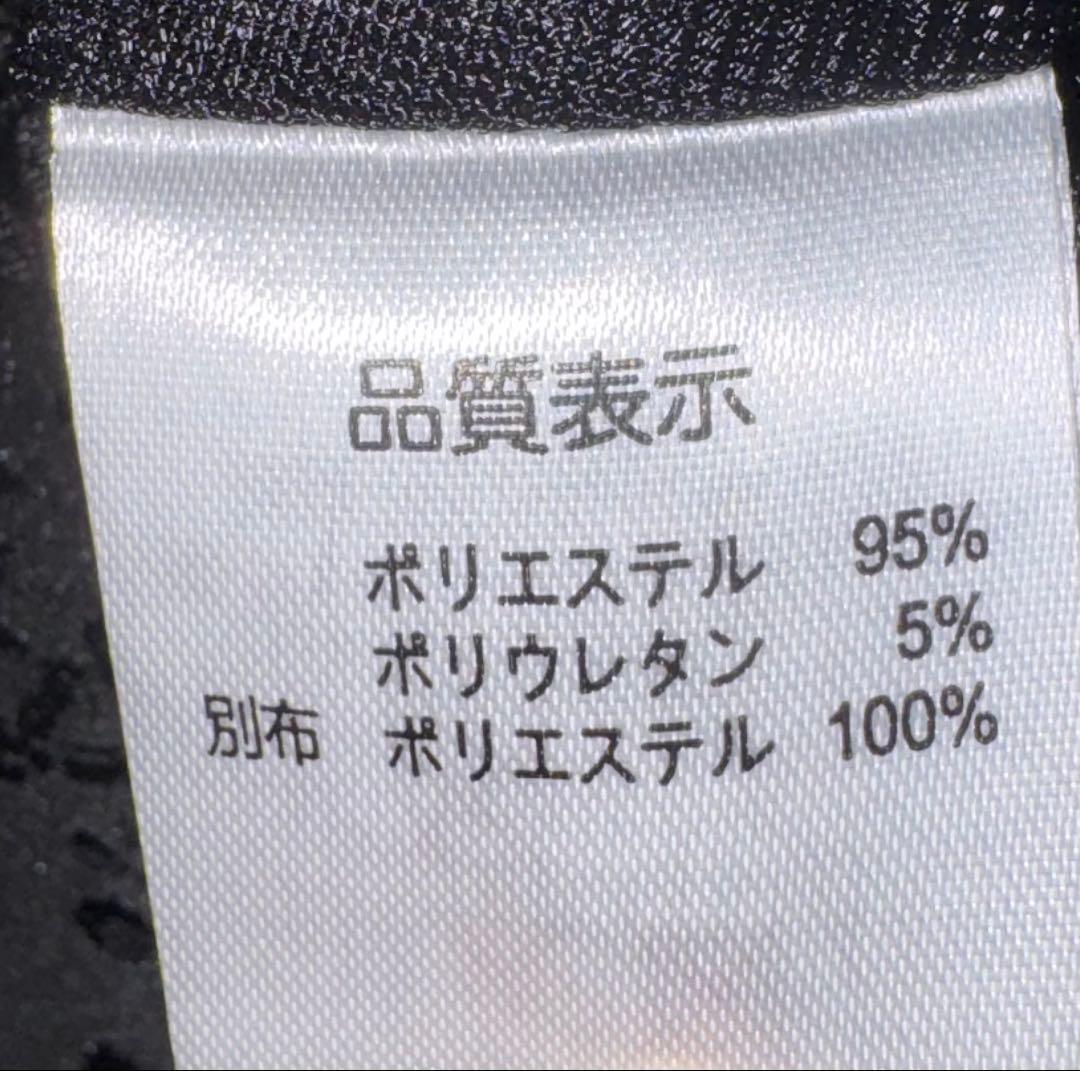 品質表示
ポリエステル 95%
ポリウレタン 5%
別布 ポリエステル 100%